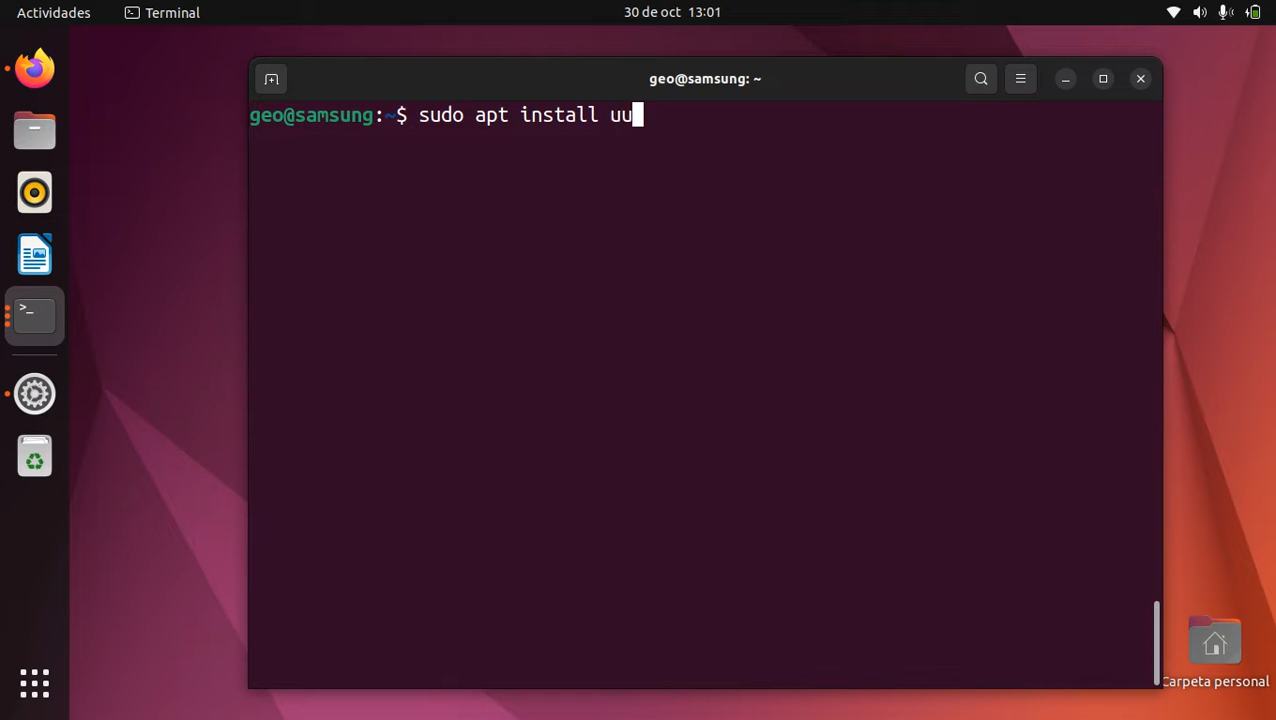 Actividades
Terminal
30 de oct 13:01
geo@samsung: ~
geo@samsung:~$ sudo apt install uu
Carpeta personal